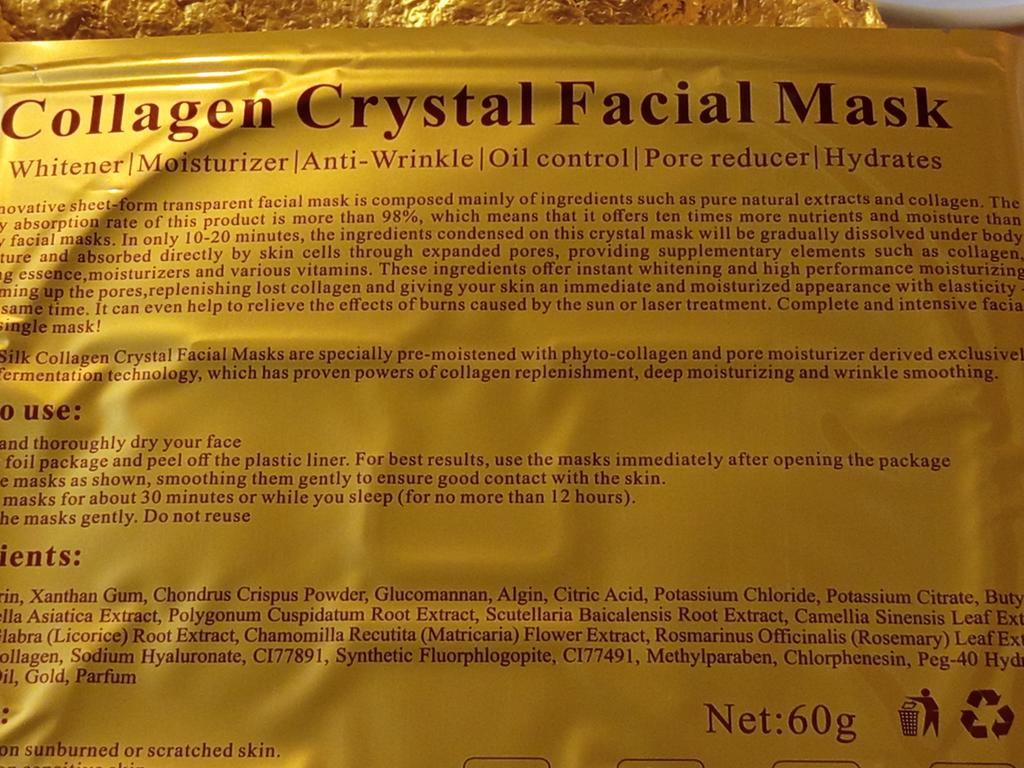 Collagen Crystal Facial Mask
Whitener|Moisturizer|Anti-Wrinkle|Oil control|Pore reducer|Hydrates
novative sheet-form transparent facial mask is composed mainly of ingredients such as pure natural extracts and collagen. The
y absorption rate of this product is more than 98%, which means that it offers ten times more nutrients and moisture than
y facial masks. In only 10-20 minutes, the ingredients condensed on this crystal mask will be gradually dissolved under body
ture and absorbed directly by skin cells through expanded pores, providing supplementary elements such as collagen,
ng essence,moisturizers and various vitamins. These ingredients offer instant whitening and high performance moisturizing
ming up the pores,replenishing lost collagen and giving your skin an immediate and moisturized appearance with elasticity
same time. It can even help to relieve the effects of burns caused by the sun or laser treatment. Complete and intensive facia
single mask!
Silk Collagen Crystal Facial Masks are specially pre-moistened with phyto-collagen and pore moisturizer derived exclusivel
fermentation technology, which has proven powers of collagen replenishment, deep moisturizing and wrinkle smoothing.
o use:
and thoroughly dry your face
foil package and peel off the plastic liner. For best results, use the masks immediately after opening the package
e masks as shown, smoothing them gently to ensure good contact with the skin.
masks for about 30 minutes or while you sleep (for no more than 12 hours).
he masks gently. Do not reuse
ients:
rin, Xanthan Gum, Chondrus Crispus Powder, Glucomannan, Algin, Citric Acid, Potassium Chloride, Potassium Citrate, Buty
ella Asiatica Extract, Polygonum Cuspidatum Root Extract, Scutellaria Baicalensis Root Extract, Camellia Sinensis Leaf Ext
Glabra (Licorice) Root Extract, Chamomilla Recutita (Matricaria) Flower Extract, Rosmarinus Officinalis (Rosemary) Leaf Ext
ollagen, Sodium Hyaluronate, CI77891, Synthetic Fluorphlogopite, CI77491, Methylparaben, Chlorphenesin, Peg-40 Hydr
Oil, Gold, Parfum
Net:60g
:
on sunburned or scratched skin.